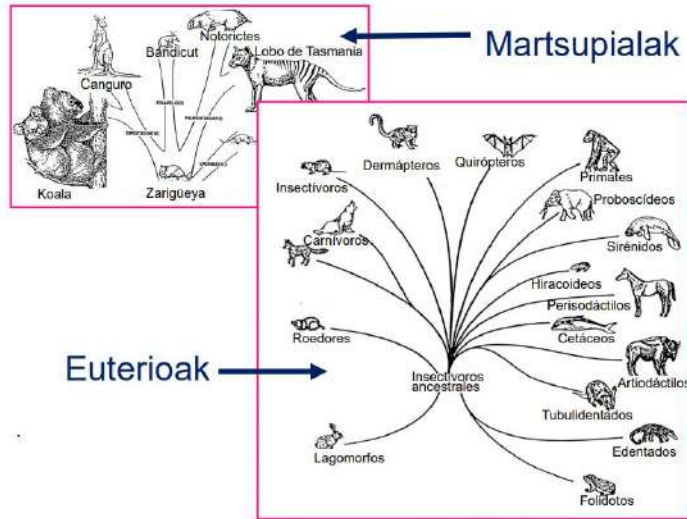 Notorictes
Bandicut
Lobo de Tasmania
Martsupialak
Canguro
Koala
Zarigüeya
Dermápteros
Quirópteros
Insectívoros
Primates
Proboscídeos
Carnívoros
Sirénidos
Hiracoideos
Perisodáctilos
Roedores
Cetáceos
Euterioak
Insectívoros
ancestrales
Artiodáctilos
Tubulidentados
Lagomorfos
Edentados
Folidotos